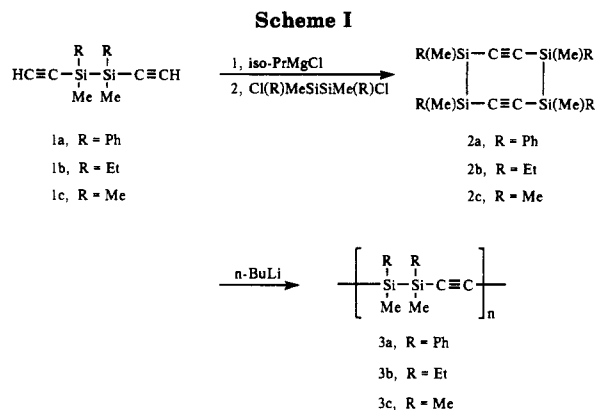 Scheme I
R R
HC≡C—Si—Si—C≡CH
Me Me
1a, R = Ph
1b, R = Et
1c, R = Me
1, iso-PrMgCl
2, Cl(R)MeSiSiMe(R)Cl
R(Me)Si—C≡C—Si(Me)R
R(Me)Si—C≡C—Si(Me)R
2a, R = Ph
2b, R = Et
2c, R = Me
n-BuLi
R R
Si—Si—C≡C
Me Me
n
3a, R = Ph
3b, R = Et
3c, R = Me